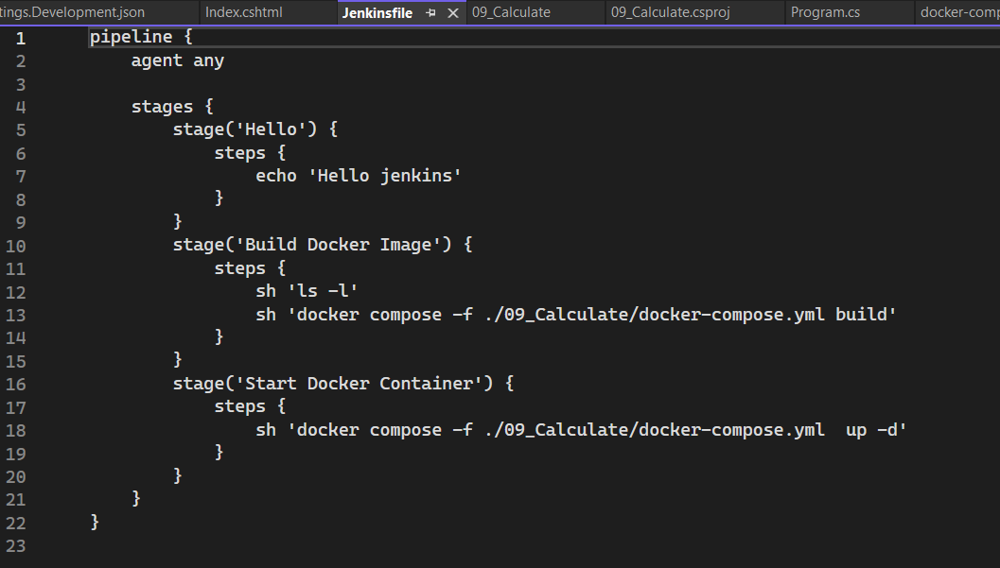 tings.Development.json Index.cshtml Jenkinsfile 09_Calculate 09_Calculate.csproj Program.cs docker-comp
1 pipeline {
2 agent any
3
4 stages {
5 stage('Hello') {
6 steps {
7 echo 'Hello jenkins'
8 }
9 }
10 stage('Build Docker Image') {
11 steps {
12 sh 'ls -l'
13 sh 'docker compose -f ./09_Calculate/docker-compose.yml build'
14 }
15 }
16 stage('Start Docker Container') {
17 steps {
18 sh 'docker compose -f ./09_Calculate/docker-compose.yml  up -d'
19 }
20 }
21 }
22 }
23